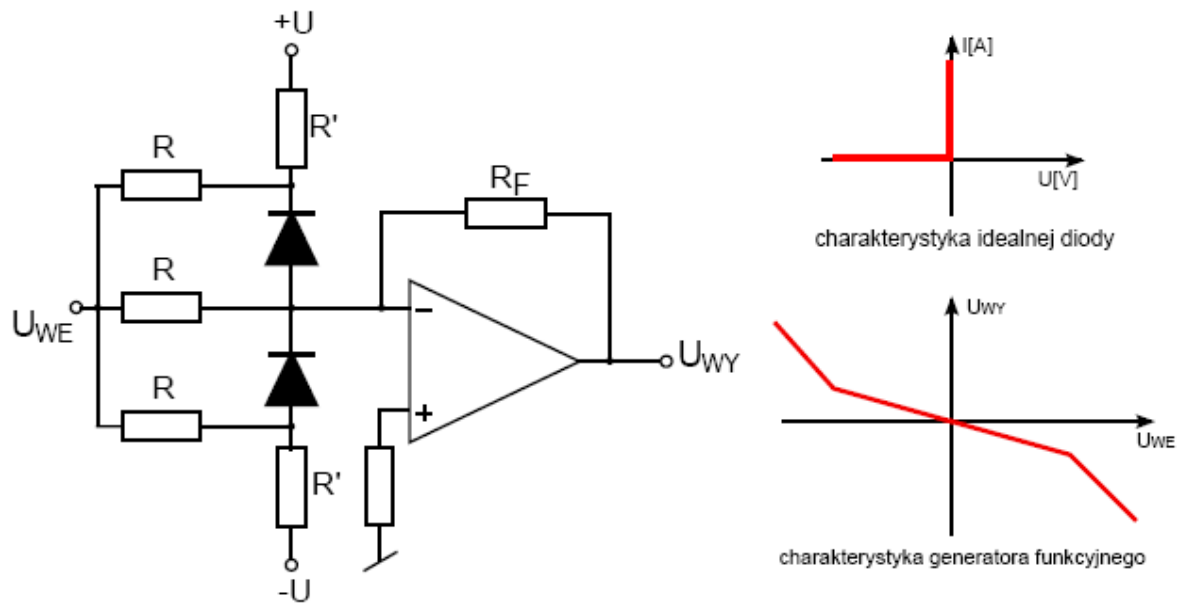 +U
R'
R
R
R
R'
-U
UWE
RF
−
+
UWY
I[A]
U[V]
charakterystyka idealnej diody
UWY
UWE
charakterystyka generatora funkcyjnego